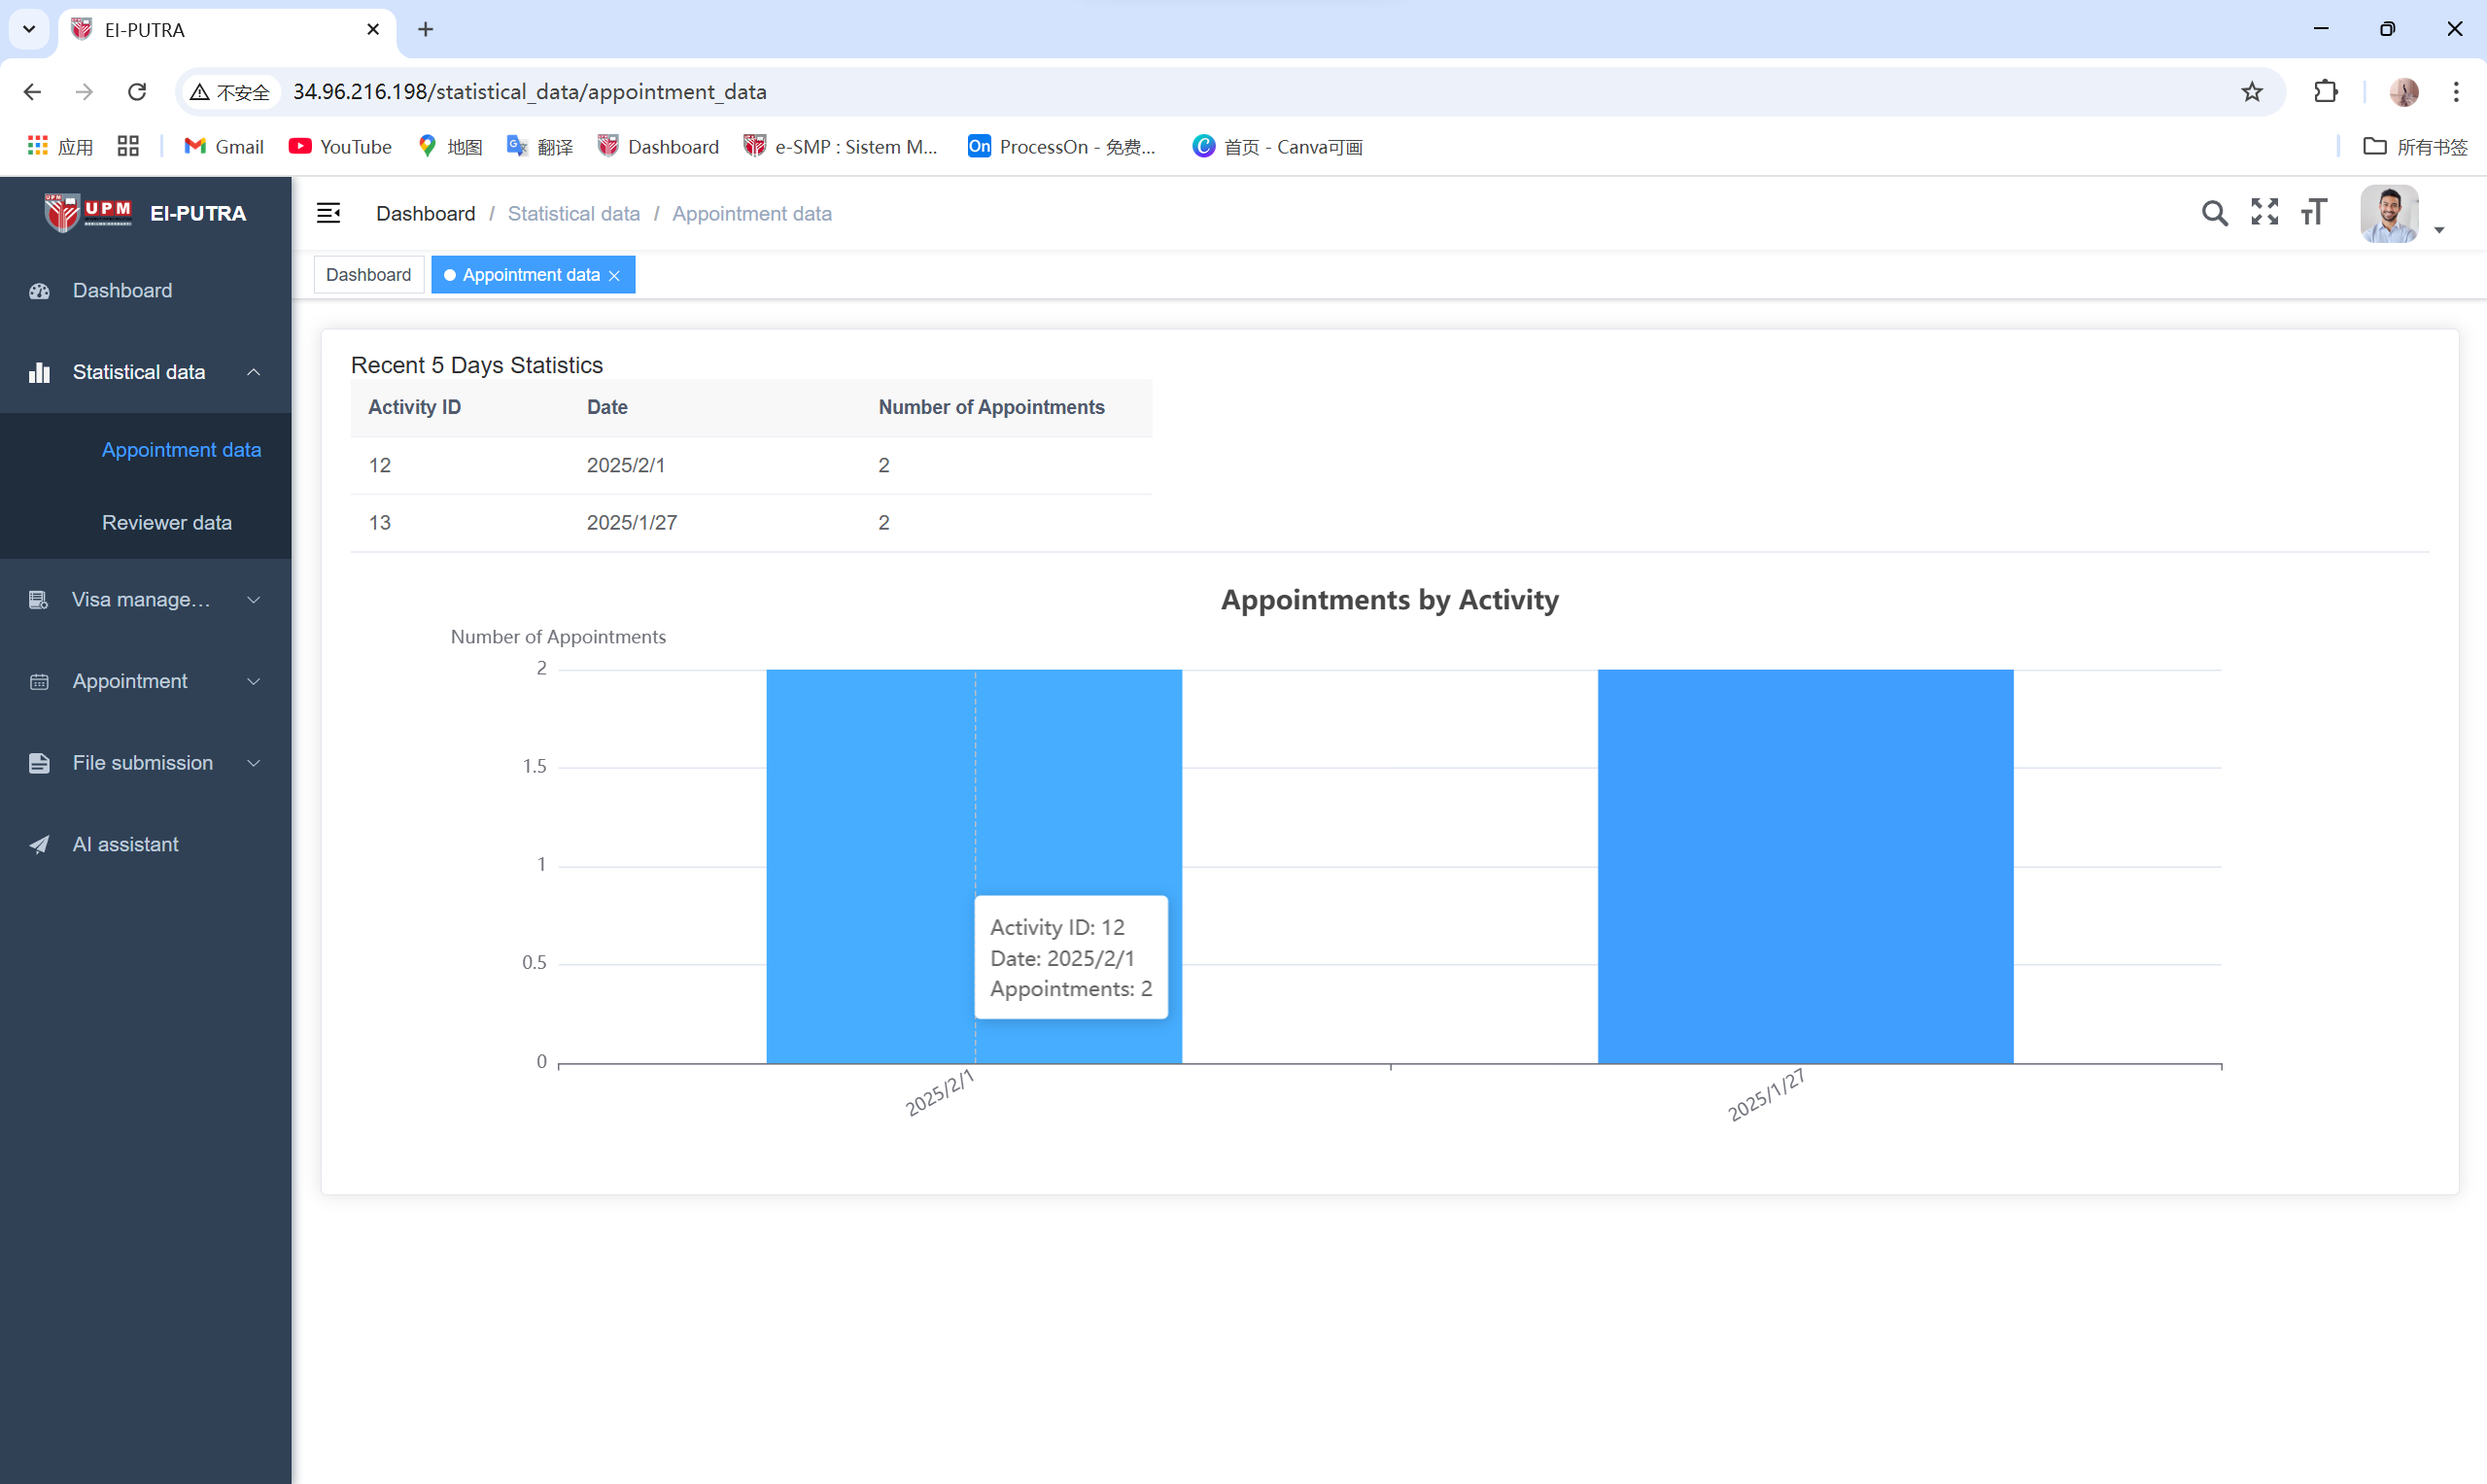 EI-PUTRA
不安全 34.96.216.198/statistical_data/appointment_data
应用 Gmail YouTube 地图 翻译 Dashboard e-SMP : Sistem M... On ProcessOn - 免费... C 首页 - Canva可画 所有书签
UPM EI-PUTRA
Dashboard / Statistical data / Appointment data
Dashboard
Appointment data
Dashboard
Statistical data
Appointment data
Reviewer data
Visa manage...
Appointment
File submission
AI assistant
Recent 5 Days Statistics
Activity ID Date Number of Appointments
12 2025/2/1 2
13 2025/1/27 2
Appointments by Activity
Number of Appointments
2
1.5
1
0.5
0
Activity ID: 12
Date: 2025/2/1
Appointments: 2
2025/2/1
2025/1/27